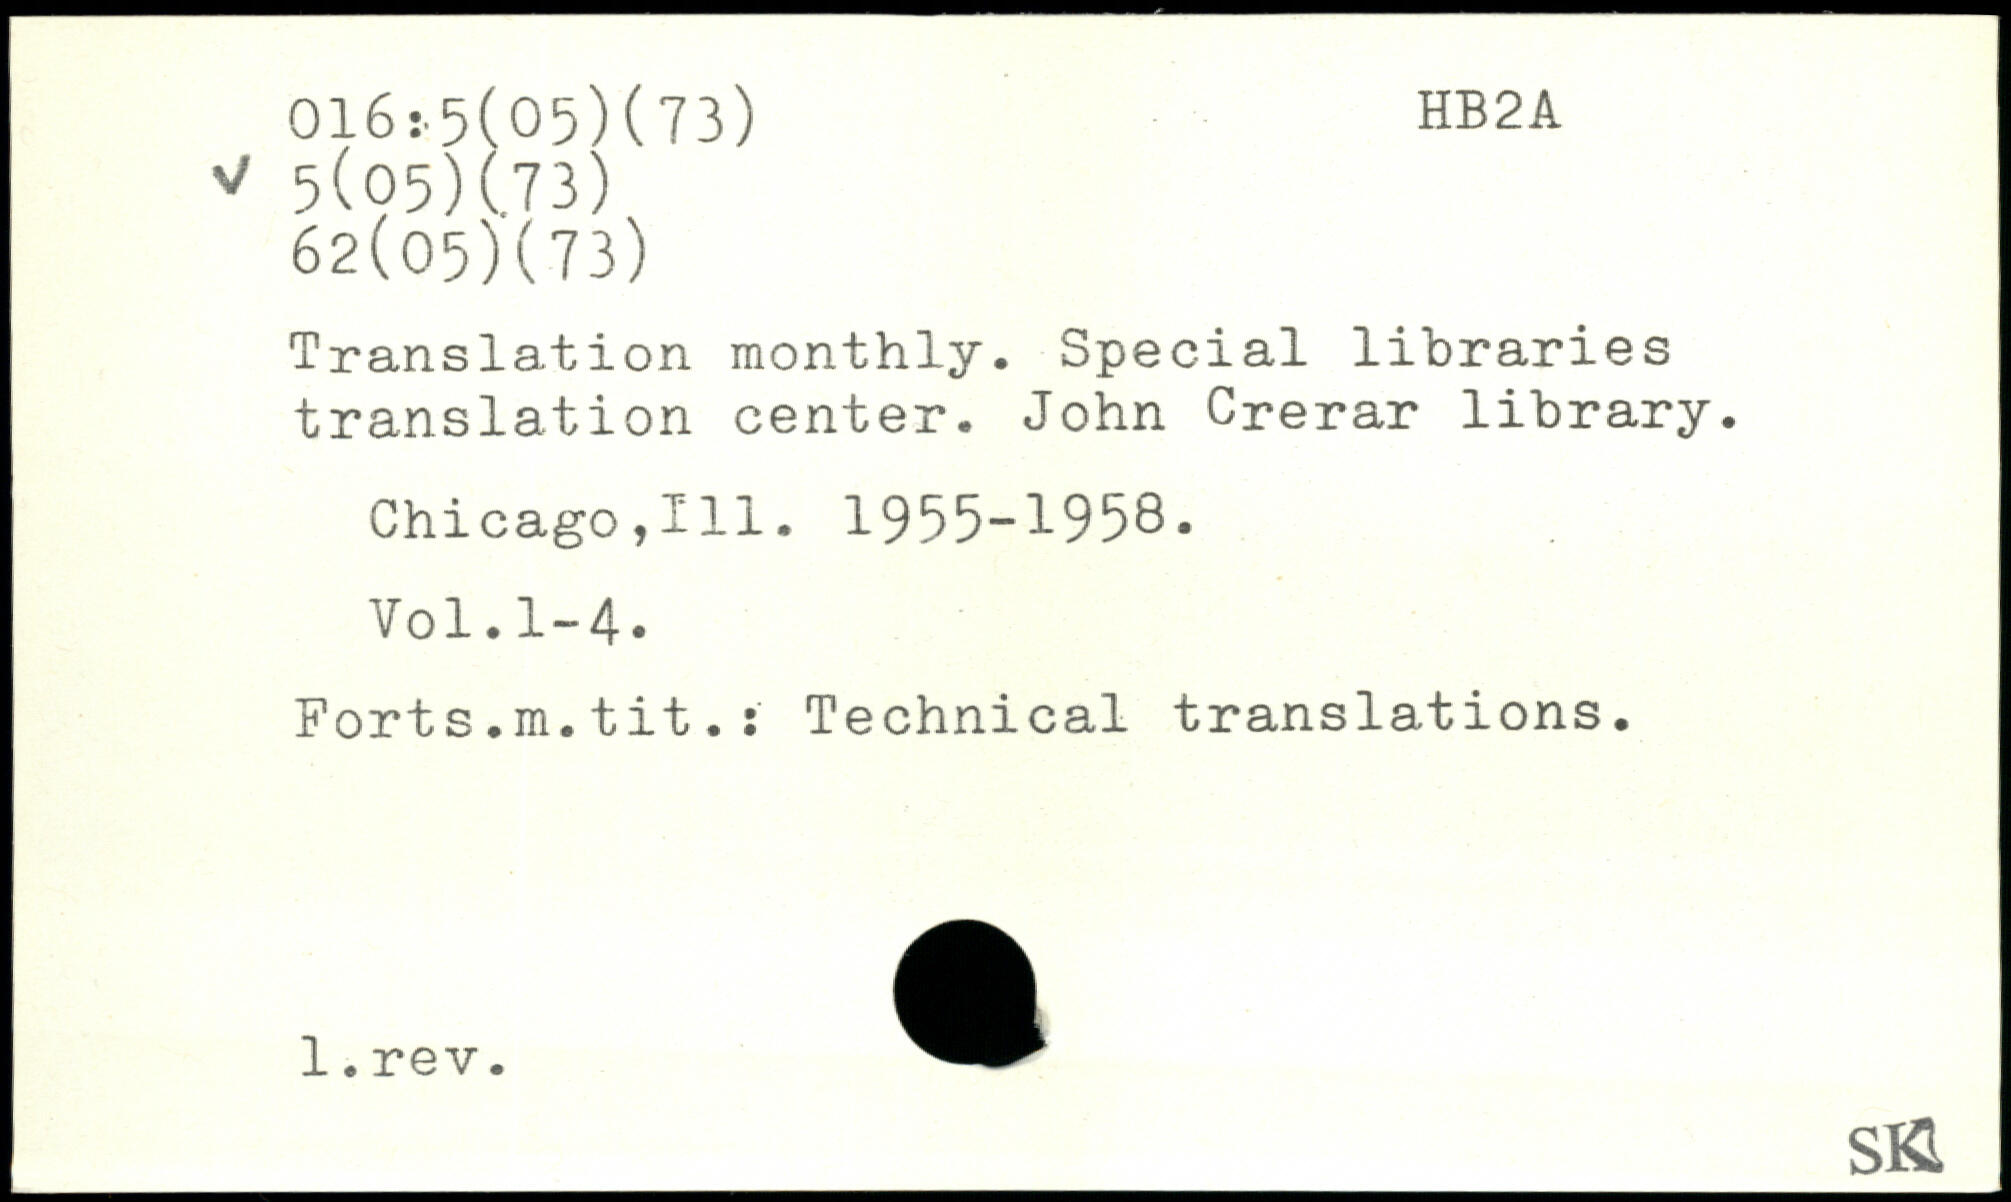 016:5(05)(73) HB2A
✓ 5(05)(73)
62(05)(73)
Translation monthly. Special libraries
translation center. John Crerar library.
Chicago,Ill. 1955-1958.
Vol.1-4.
Forts.m.tit.: Technical translations.
1.rev.
SK